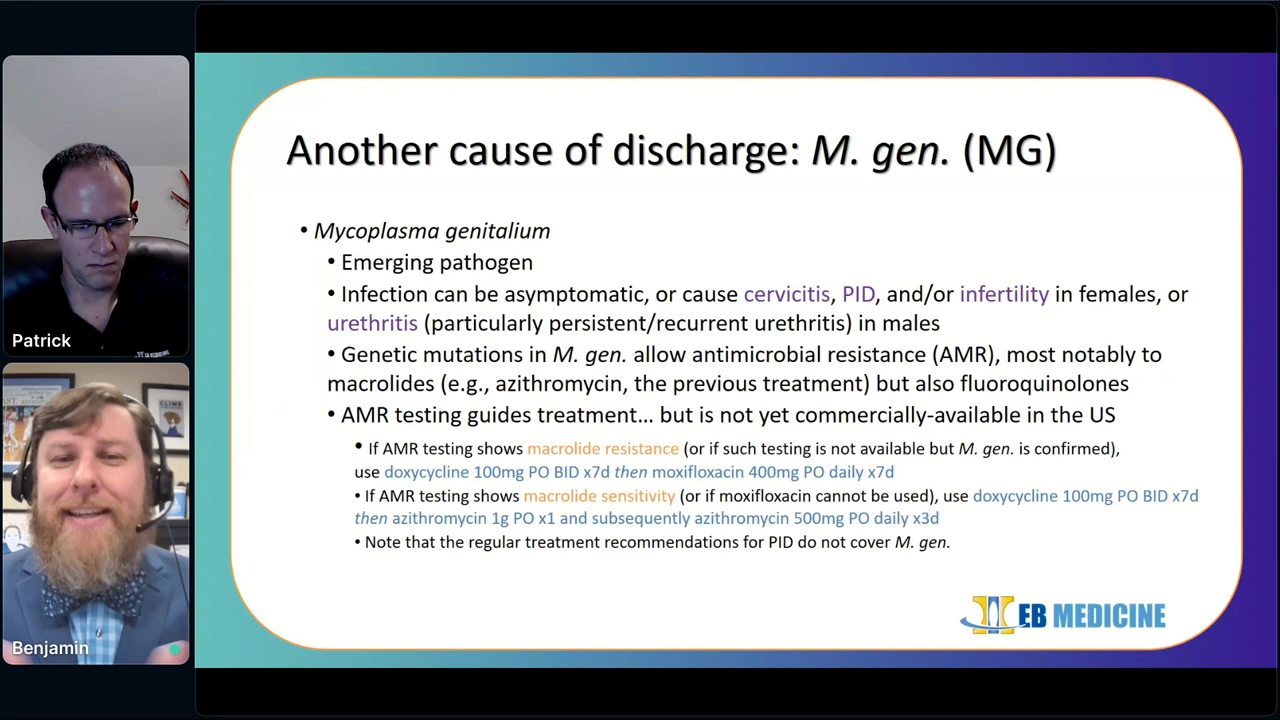 Another cause of discharge: M. gen. (MG)
• Mycoplasma genitalium
• Emerging pathogen
• Infection can be asymptomatic, or cause cervicitis, PID, and/or infertility in females, or
urethritis (particularly persistent/recurrent urethritis) in males
• Genetic mutations in M. gen. allow antimicrobial resistance (AMR), most notably to
macrolides (e.g., azithromycin, the previous treatment) but also fluoroquinolones
• AMR testing guides treatment... but is not yet commercially-available in the US
• If AMR testing shows macrolide resistance (or if such testing is not available but M. gen. is confirmed),
use doxycycline 100mg PO BID x7d then moxifloxacin 400mg PO daily x7d
• If AMR testing shows macrolide sensitivity (or if moxifloxacin cannot be used), use doxycycline 100mg PO BID x7d
then azithromycin 1g PO x1 and subsequently azithromycin 500mg PO daily x3d
• Note that the regular treatment recommendations for PID do not cover M. gen.
EB MEDICINE
Patrick
CLIMB
Benjamin